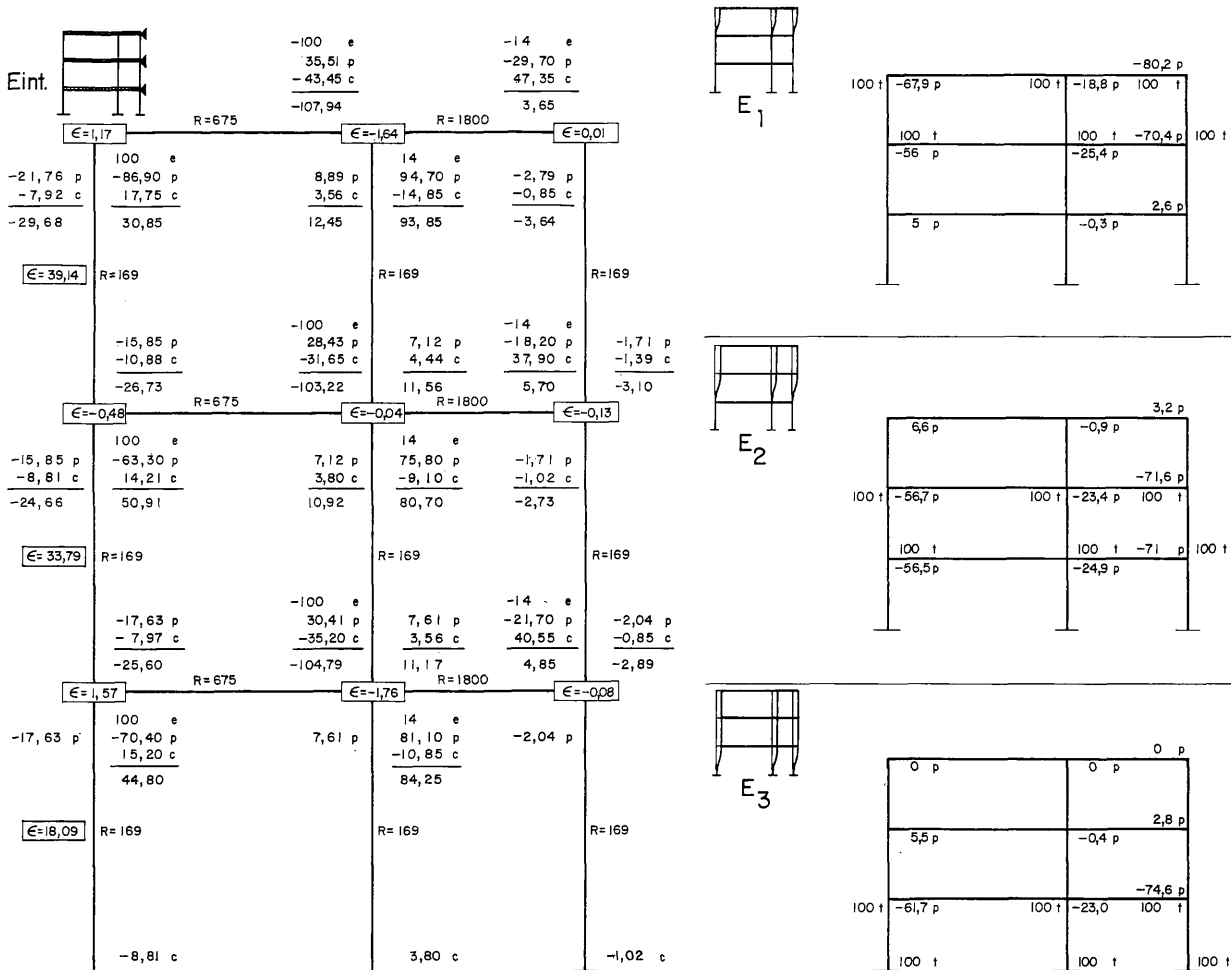 Eint.
-100 e
35,51 p
-43,45 c
-107,94
-14 e
-29,70 p
47,35 c
3,65
Є=1,17
R=675
Є=-1,64
R=1800
Є=0,01
-21,76 p
-7,92 c
-29,68
100 e
-86,90 p
17,75 c
30,85
8,89 p
3,56 c
12,45
14 e
94,70 p
-14,85 c
93,85
-2,79 p
-0,85 c
-3,64
Є=39,14
R=169
R=169
R=169
-15,85 p
-10,88 c
-26,73
-100 e
28,43 p
-31,65 c
-103,22
7,12 p
4,44 c
11,56
-14 e
-18,20 p
37,90 c
5,70
-1,71 p
-1,39 c
-3,10
Є=-0,48
R=675
Є=-0,04
R=1800
Є=-0,13
-15,85 p
-8,81 c
-24,66
100 e
-63,30 p
14,21 c
50,91
7,12 p
3,80 c
10,92
14 e
75,80 p
-9,10 c
80,70
-1,71 p
-1,02 c
-2,73
Є=33,79
R=169
R=169
R=169
-17,63 p
-7,97 c
-25,60
-100 e
30,41 p
-35,20 c
-104,79
7,61 p
3,56 c
11,17
-14 e
-21,70 p
40,55 c
4,85
-2,04 p
-0,85 c
-2,89
Є=1,57
R=675
Є=-1,76
R=1800
Є=-0,08
-17,63 p
100 e
-70,40 p
15,20 c
44,80
7,61 p
14 e
81,10 p
-10,85 c
84,25
-2,04 p
Є=18,09
R=169
R=169
R=169
-8,81 c
3,80 c
-1,02 c
E1
-80,2 p
100 t
-67,9 p
100 t
-18,8 p
100 t
100 t
100 t
-70,4 p
100 t
-56 p
-25,4 p
2,6 p
5 p
-0,3 p
E2
3,2 p
6,6 p
-0,9 p
-71,6 p
100 t
-56,7 p
100 t
-23,4 p
100 t
100 t
100 t
-71 p
100 t
-56,5 p
-24,9 p
E3
0 p
0 p
0 p
2,8 p
5,5 p
-0,4 p
-74,6 p
100 t
-61,7 p
100 t
-23,0
100 t
100 t
100 t
100 t